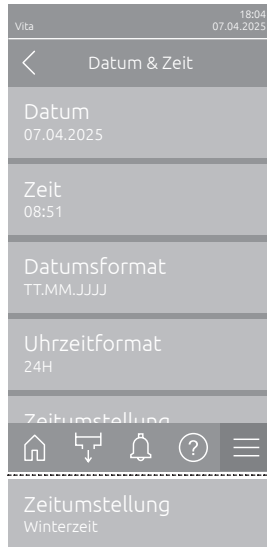 18:04
Vita 07.04.2025
Datum & Zeit
Datum
07.04.2025
Zeit
08:51
Datumsformat
TT.MM.JJJJ
Uhrzeitformat
24H
Zeitumstellung
?
Zeitumstellung
Winterzeit